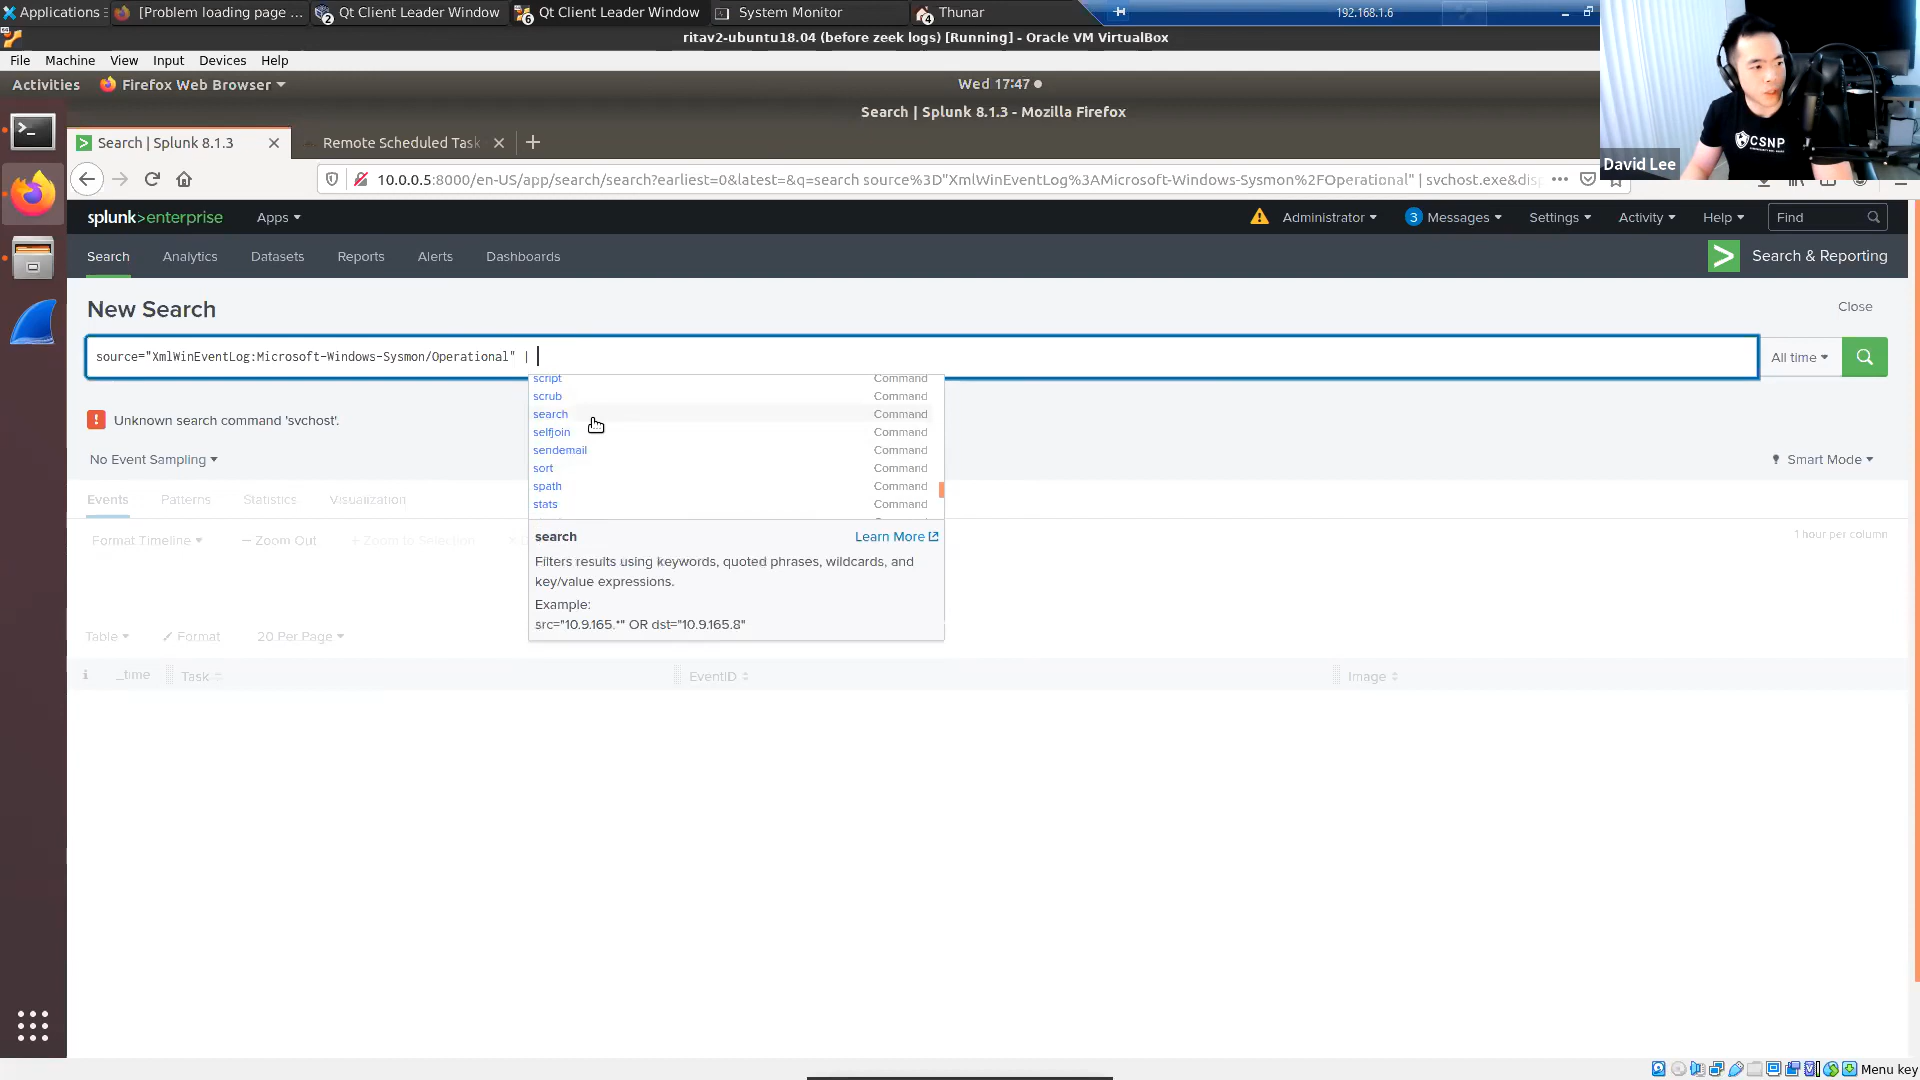 Applications
[Problem loading page ...
2
Qt Client Leader Window
6
Qt Client Leader Window
System Monitor
4
Thunar
192.168.1.6
ritav2-ubuntu18.04 (before zeek logs) [Running] - Oracle VM VirtualBox
File
Machine
View
Input
Devices
Help
Activities
Firefox Web Browser
Wed 17:47
Search | Splunk 8.1.3 - Mozilla Firefox
CSNP
David Lee
Search | Splunk 8.1.3
Remote Scheduled Task
10.0.0.5:8000/en-US/app/search/search?earliest=0&latest=&q=search source%3D"XmlWinEventLog%3AMicrosoft-Windows-Sysmon%2FOperational" | svchost.exe&disp
splunk>enterprise
Apps
Administrator
3
Messages
Settings
Activity
Help
Find
Search
Analytics
Datasets
Reports
Alerts
Dashboards
Search & Reporting
New Search
Close
source="XmlWinEventLog:Microsoft-Windows-Sysmon/Operational" |
All time
script Command
scrub Command
search Command
selfjoin Command
sendemail Command
sort Command
spath Command
stats Command
search
Learn More
Filters results using keywords, quoted phrases, wildcards, and
key/value expressions.
Example:
src="10.9.165.*" OR dst="10.9.165.8"
Unknown search command 'svchost'.
No Event Sampling
Smart Mode
Events
Patterns
Statistics
Visualization
Format Timeline
— Zoom Out
+ Zoom to Selection
1 hour per column
Table
Format
20 Per Page
i
_time
Task
EventID
Image
Menu key